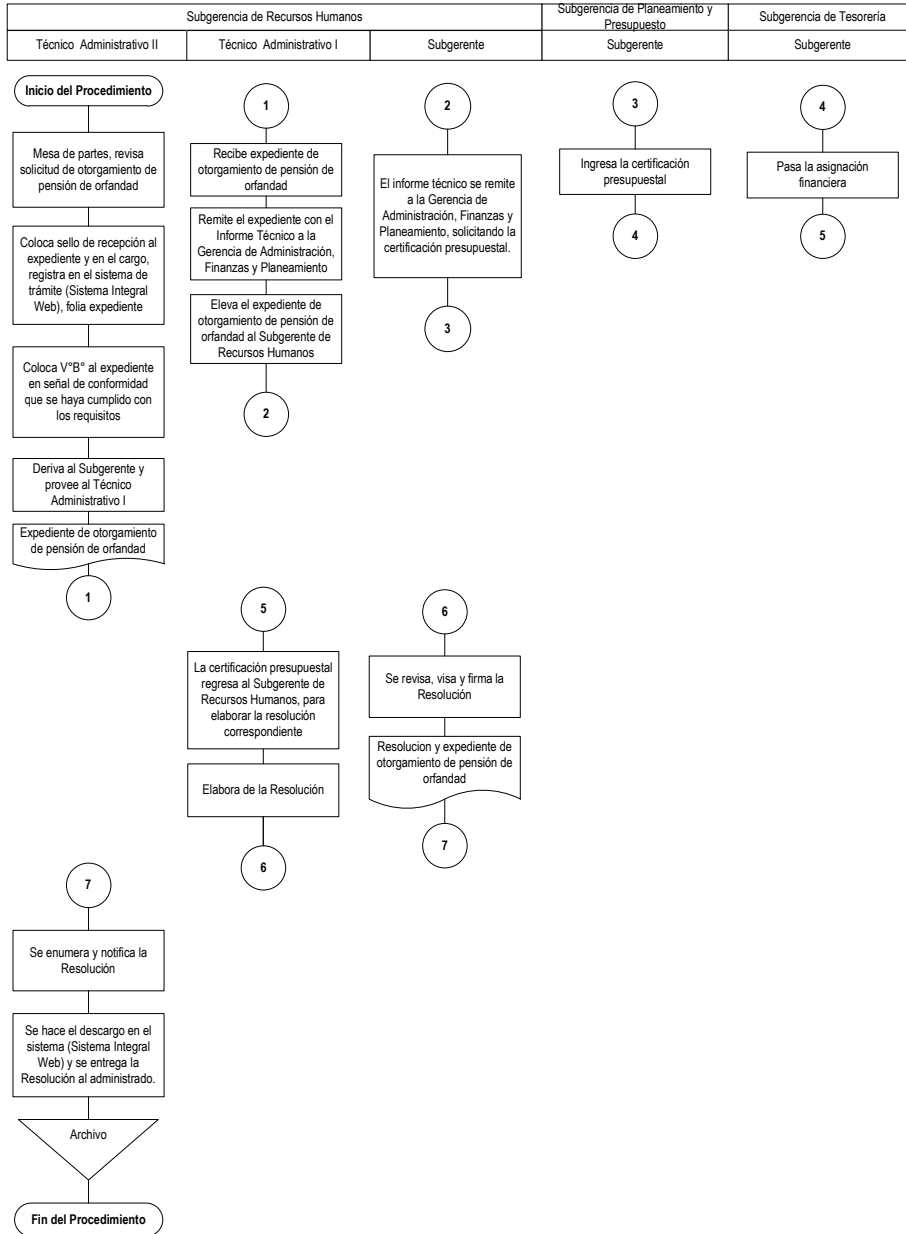 Subgerencia de Recursos Humanos
Subgerencia de Planeamiento y
Presupuesto
Subgerencia de Tesorería
Técnico Administrativo II
Técnico Administrativo I
Subgerente
Subgerente
Subgerente
Inicio del Procedimiento
Mesa de partes, revisa
solicitud de otorgamiento de
pensión de orfandad
Coloca sello de recepción al
expediente y en el cargo,
registra en el sistema de
trámite (Sistema Integral
Web), folia expediente
Coloca V°B° al expediente
en señal de conformidad
que se haya cumplido con
los requisitos
Deriva al Subgerente y
provee al Técnico
Administrativo I
Expediente de otorgamiento
de pensión de orfandad
1
1
Recibe expediente de
otorgamiento de pensión de
orfandad
Remite el expediente con el
Informe Técnico a la
Gerencia de Administración,
Finanzas y Planeamiento
Eleva el expediente de
otorgamiento de pensión de
orfandad al Subgerente de
Recursos Humanos
2
2
El informe técnico se remite
a la Gerencia de
Administración, Finanzas y
Planeamiento, solicitando la
certificación presupuestal.
3
3
Ingresa la certificación
presupuestal
4
4
Pasa la asignación
financiera
5
5
La certificación presupuestal
regresa al Subgerente de
Recursos Humanos, para
elaborar la resolución
correspondiente
Elabora de la Resolución
6
6
Se revisa, visa y firma la
Resolución
Resolucion y expediente de
otorgamiento de pensión de
orfandad
7
7
Se enumera y notifica la
Resolución
Se hace el descargo en el
sistema (Sistema Integral
Web) y se entrega la
Resolución al administrado.
Archivo
Fin del Procedimiento